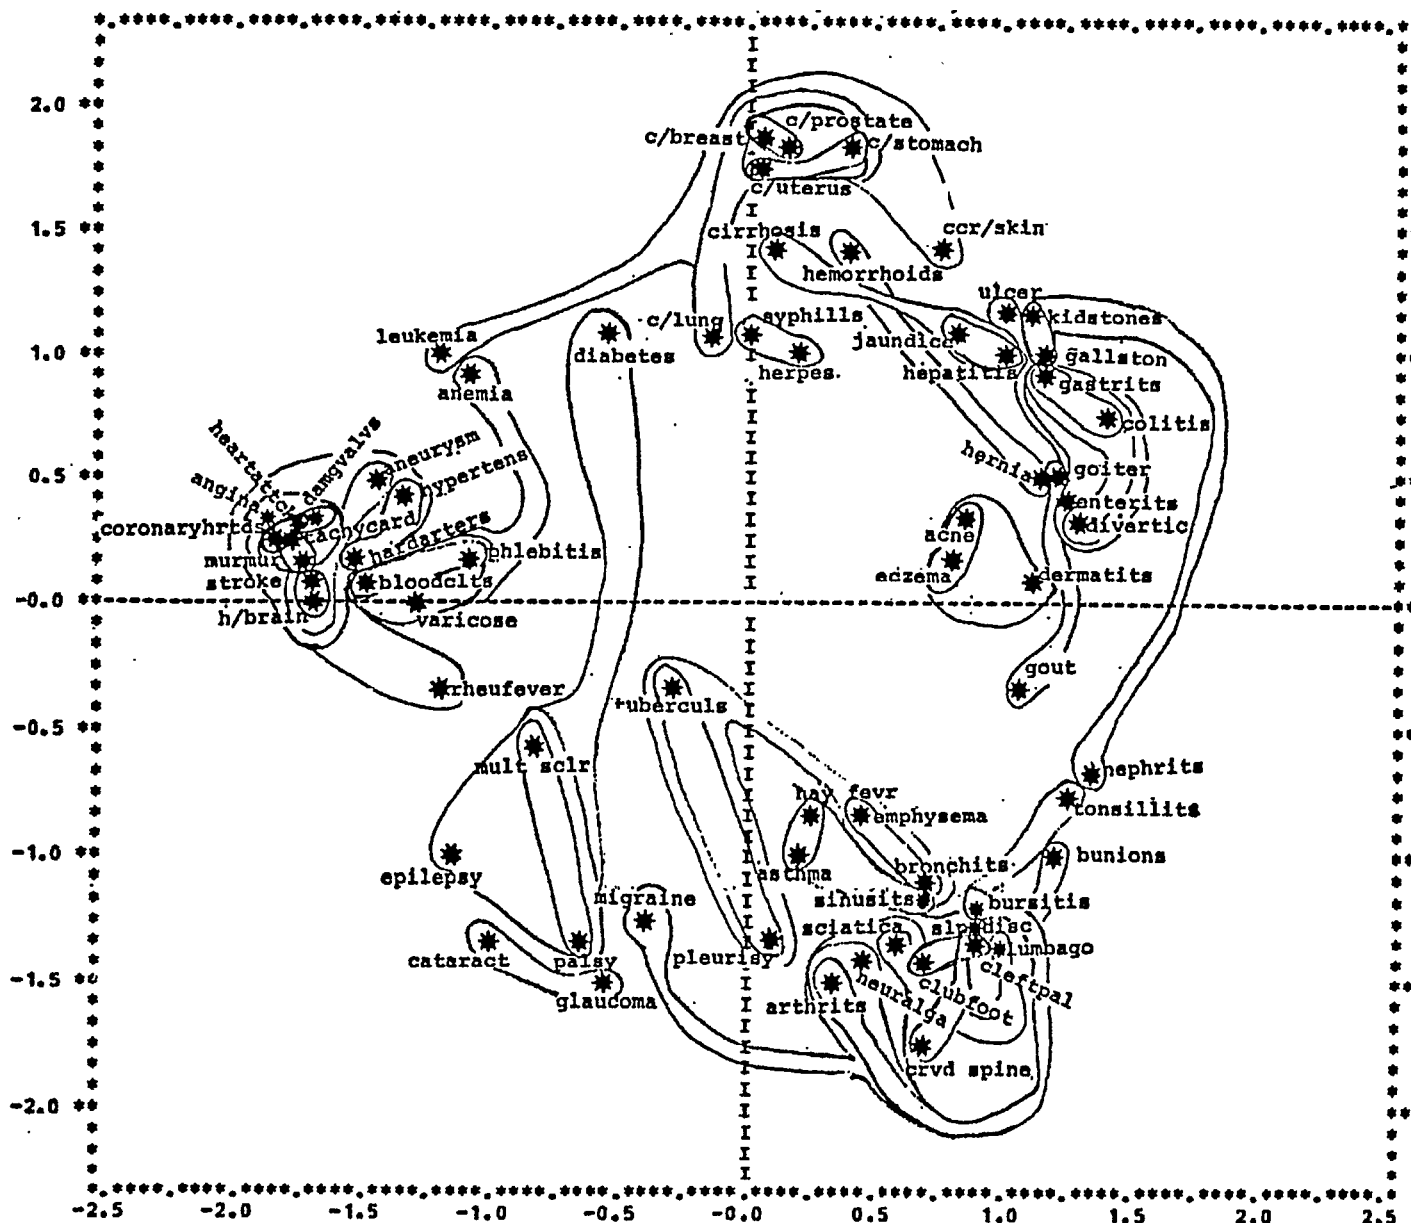 2.0
c/prostate
c/breast
c/stomach
c/uterus
1.5
cirrhosis
ccr/skin
hemorrhoids
ulcer
kidstones
c/lung
syphills
leukemia
jaundice
1.0
diabetes
gallston
herpes.
hepatitis
gastrits
anemia
colitis
heartattck
damgvalvs
aneurysm
0.5
hypertens
hernia
goiter
angina
enterits
coronaryhrtds
tachycard
divartic
hardarters
acne
murmur
phlebitis
stroke
bloodclts
eczema
dermatits
-0.0
h/brain
varicose
gout
rheufever
tuberculs
-0.5
mult sclr
nephrits
hay fevr
tonsillits
emphysema
-1.0
bunions
epilepsy
asthma
bronchits
migraine
sinusits
bursitis
sciatica
slpdisc
lumbago
cataract
palsy
pleurisy
cleftpal
-1.5
glaucoma
arthrits
neuralga
clubfoot
crvd spine
-2.0
-2.5
-2.0
-1.5
-1.0
-0.5
-0.0
0.5
1.0
1.5
2.0
2.5